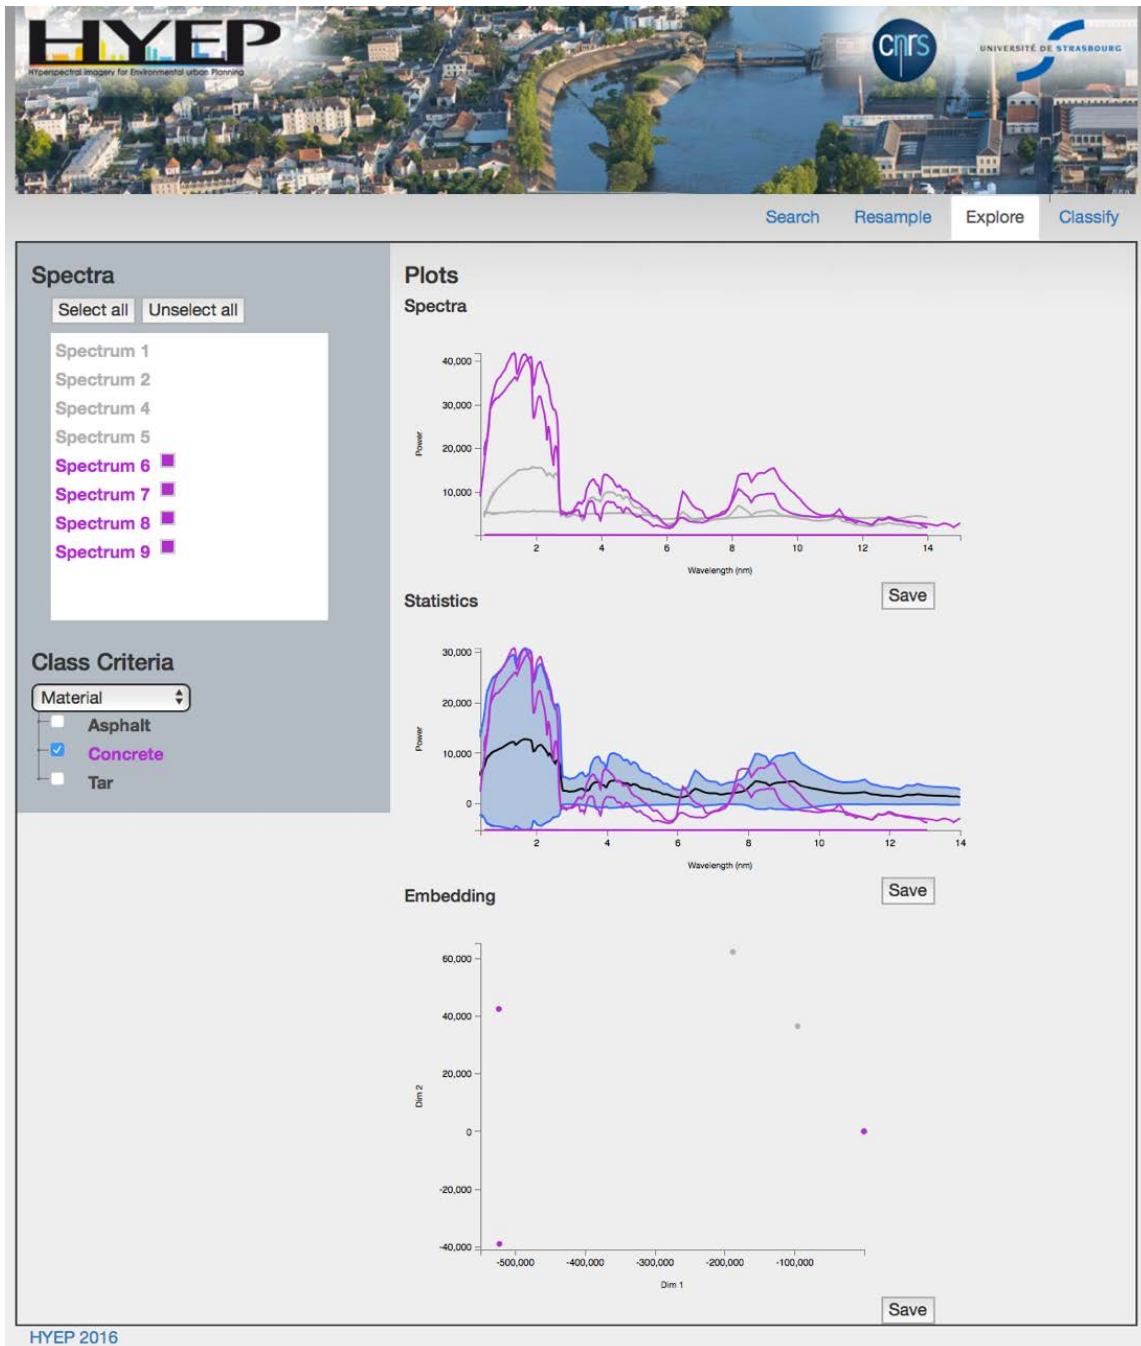 HYEP
HYperspectral imagery for Environmental urban Planning
cnrs
UNIVERSITÉ DE STRASBOURG
Search Resample Explore Classify
Spectra
Select all Unselect all
Spectrum 1
Spectrum 2
Spectrum 4
Spectrum 5
Spectrum 6
Spectrum 7
Spectrum 8
Spectrum 9
Class Criteria
Material
Asphalt
Concrete
Tar
Plots
Spectra
40,000
30,000
20,000
10,000
Power
2 4 6 8 10 12 14
Wavelength (nm)
Save
Statistics
30,000
20,000
10,000
0
Power
2 4 6 8 10 12 14
Wavelength (nm)
Save
Embedding
60,000
40,000
20,000
0
-20,000
-40,000
Dim 2
-500,000 -400,000 -300,000 -200,000 -100,000
Dim 1
Save
HYEP 2016